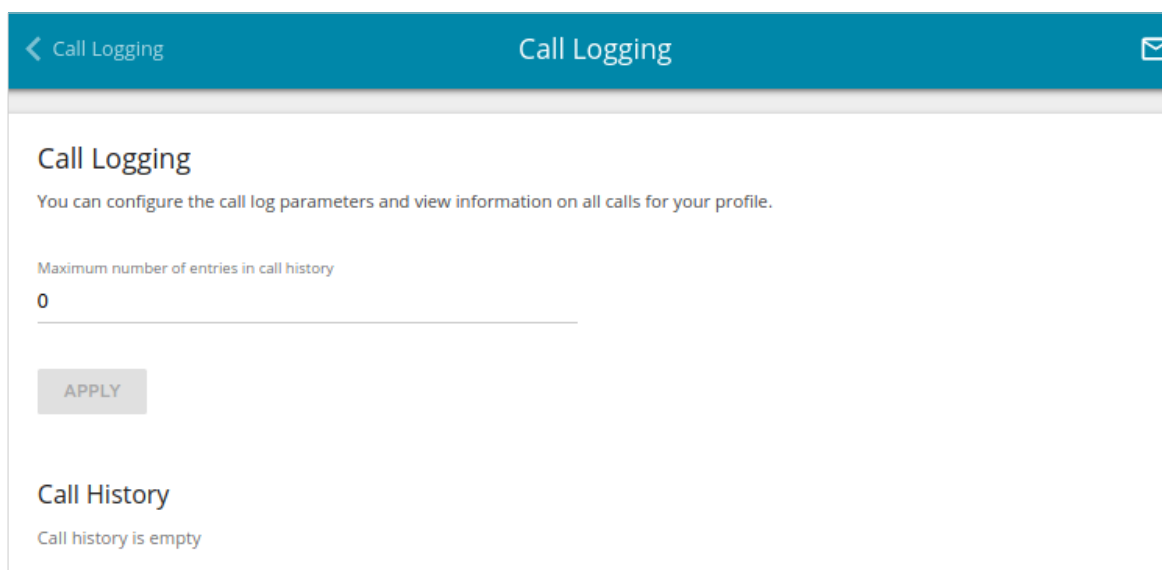 Call Logging
Call Logging
Call Logging
You can configure the call log parameters and view information on all calls for your profile.
Maximum number of entries in call history
0
APPLY
Call History
Call history is empty